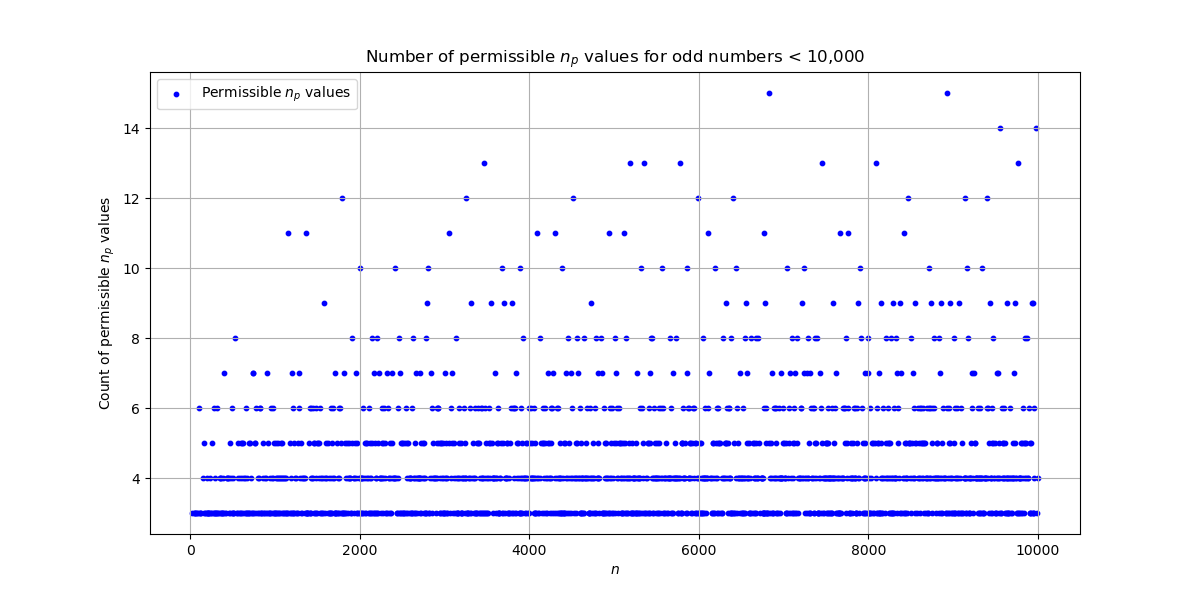 Number of permissible n_p values for odd numbers < 10,000
Permissible n_p values
Count of permissible n_p values
14
12
10
8
6
4
0 2000 4000 6000 8000 10000
n